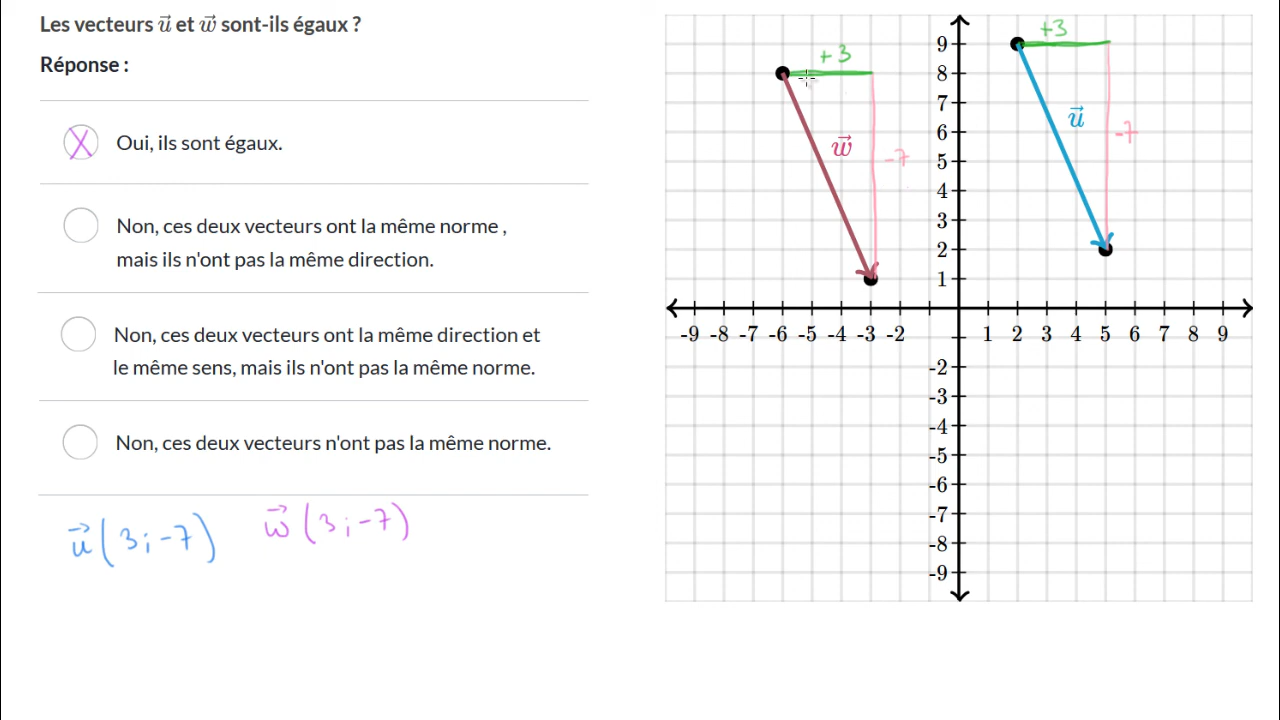 Les vecteurs u⃗ et w⃗ sont-ils égaux ?
Réponse :
Oui, ils sont égaux.
Non, ces deux vecteurs ont la même norme ,
mais ils n'ont pas la même direction.
Non, ces deux vecteurs ont la même direction et
le même sens, mais ils n'ont pas la même norme.
Non, ces deux vecteurs n'ont pas la même norme.
u⃗ (3 ; -7) w⃗ (3 ; -7)
+3
+3
w⃗
u⃗
-7
-7
9
8
7
6
5
4
3
2
1
-9 -8 -7 -6 -5 -4 -3 -2 1 2 3 4 5 6 7 8 9
-2
-3
-4
-5
-6
-7
-8
-9